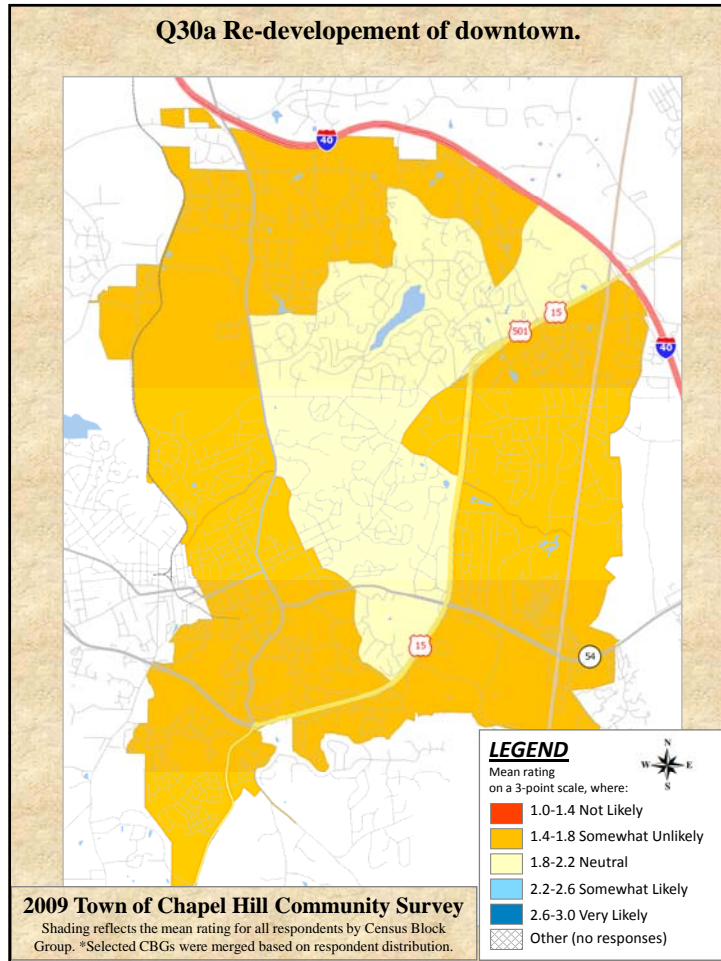 Q30a Re-developement of downtown.
40
15
501
40
15
54
LEGEND
N
W E
S
Mean rating
on a 3-point scale, where:
1.0-1.4 Not Likely
1.4-1.8 Somewhat Unlikely
1.8-2.2 Neutral
2.2-2.6 Somewhat Likely
2.6-3.0 Very Likely
Other (no responses)
2009 Town of Chapel Hill Community Survey
Shading reflects the mean rating for all respondents by Census Block
Group. *Selected CBGs were merged based on respondent distribution.